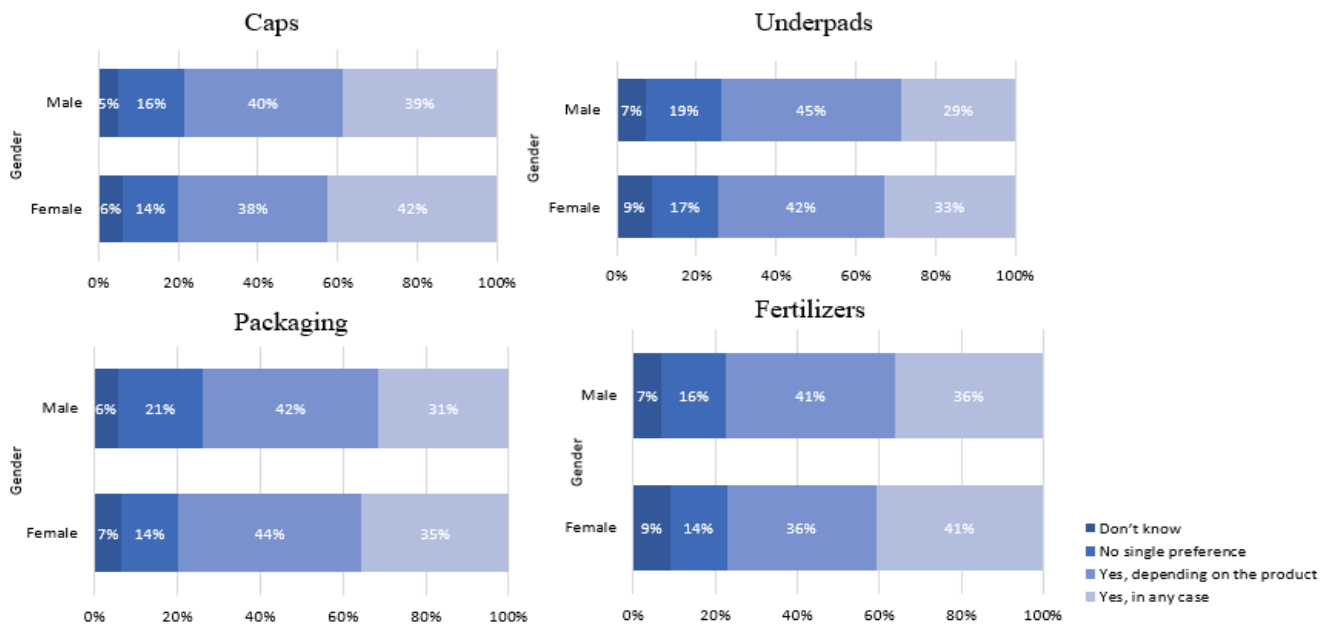 Caps
Gender
Male
5% 16% 40% 39%
Female
6% 14% 38% 42%
0% 20% 40% 60% 80% 100%
Underpads
Gender
Male
7% 19% 45% 29%
Female
9% 17% 42% 33%
0% 20% 40% 60% 80% 100%
Packaging
Gender
Male
6% 21% 42% 31%
Female
7% 14% 44% 35%
0% 20% 40% 60% 80% 100%
Fertilizers
Gender
Male
7% 16% 41% 36%
Female
9% 14% 36% 41%
0% 20% 40% 60% 80% 100%
Don't know
No single preference
Yes, depending on the product
Yes, in any case